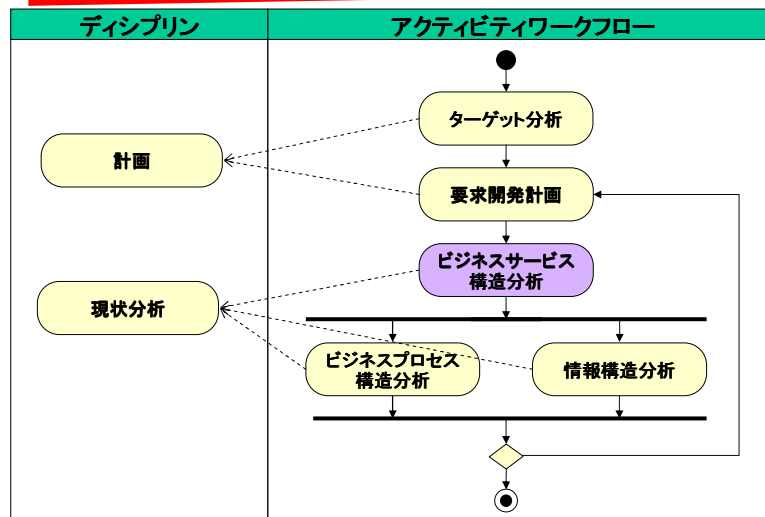 ディシプリン
アクティビティワークフロー
ターゲット分析
計画
要求開発計画
ビジネスサービス
構造分析
現状分析
ビジネスプロセス
構造分析
情報構造分析